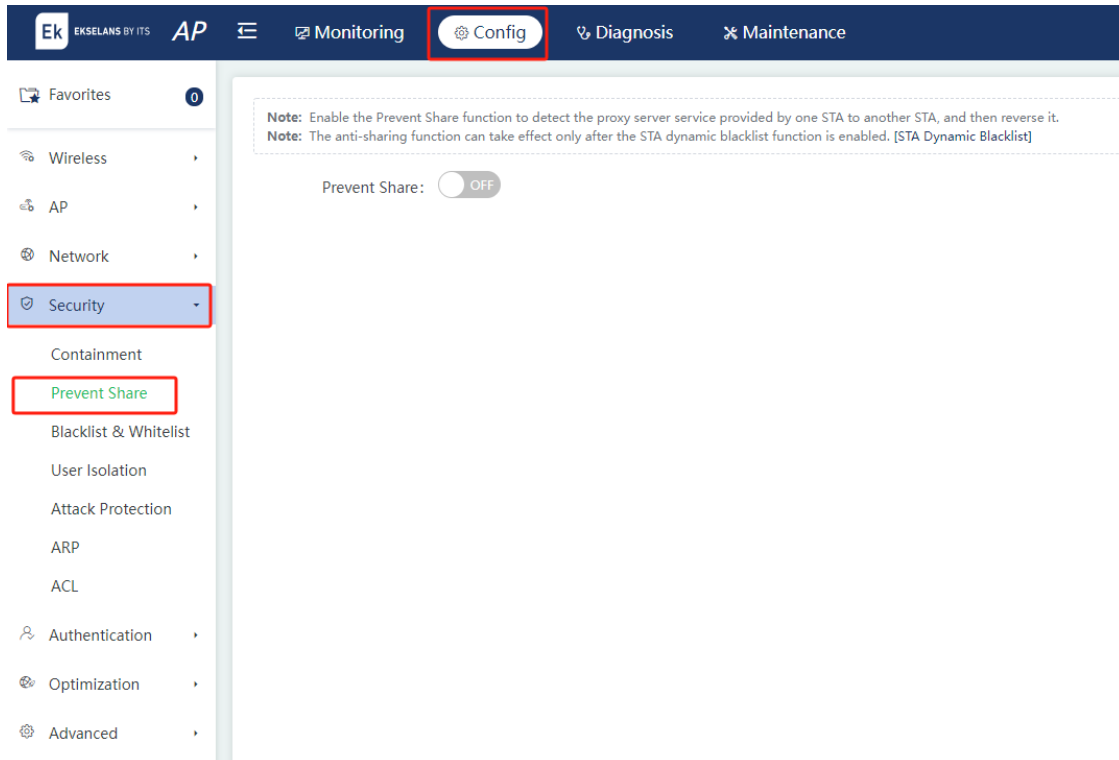 Ek EKSELANS BY ITS AP Monitoring Config Diagnosis Maintenance
Favorites 0
Note: Enable the Prevent Share function to detect the proxy server service provided by one STA to another STA, and then reverse it.
Note: The anti-sharing function can take effect only after the STA dynamic blacklist function is enabled. [STA Dynamic Blacklist]
Prevent Share: OFF
Wireless
AP
Network
Security
Containment
Prevent Share
Blacklist & Whitelist
User Isolation
Attack Protection
ARP
ACL
Authentication
Optimization
Advanced